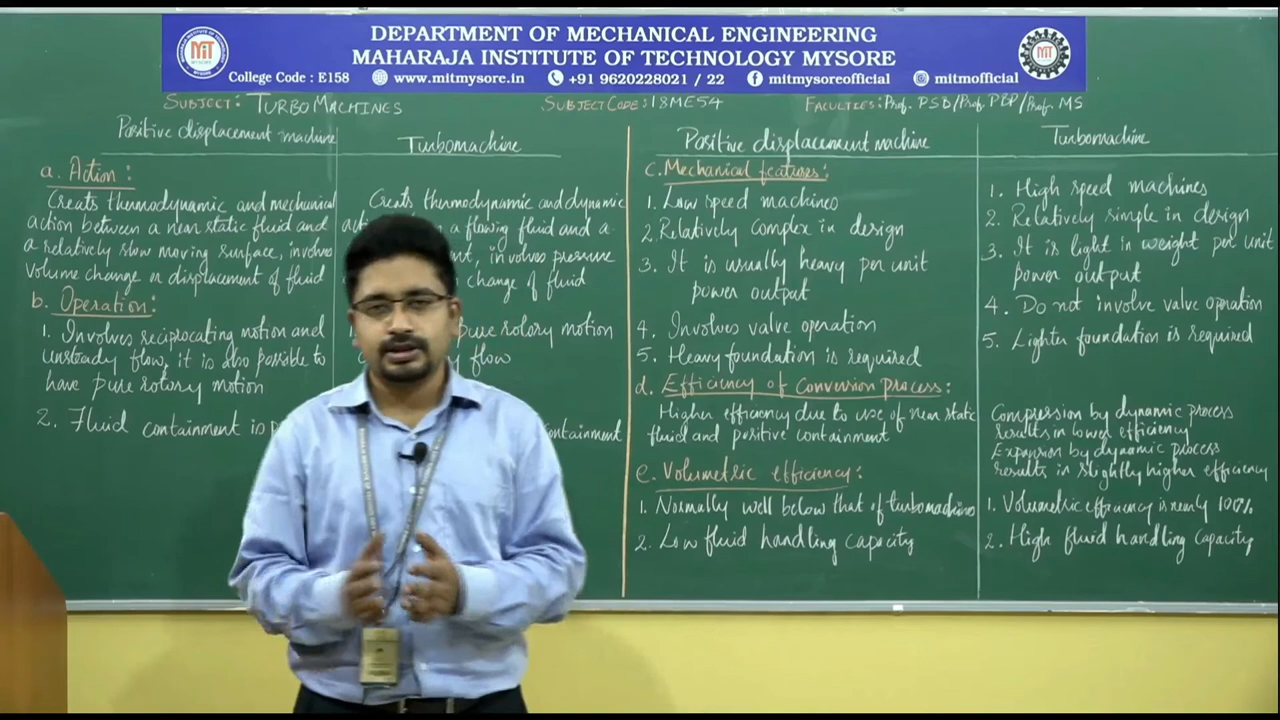 DEPARTMENT OF MECHANICAL ENGINEERING
MAHARAJA INSTITUTE OF TECHNOLOGY MYSORE
College Code : E158 www.mitmysore.in +91 9620228021 / 22 mitmysoreofficial mitmofficial
MIT
MYSORE
MIT
SUBJECT: TURBOMACHINES SUBJECT CODE: 18ME54 FACULTIES: Prof. PSD/Prof. PBP/Prof. MS
Positive displacement machine
a. Action:
Creats thermodynamic and mechanical
action between a near static fluid and
a relatively slow moving surface, involves
volume change or displacement of fluid
b. Operation:
1. Involves reciprocating motion and
unsteady flow, it is also possible to
have pure rotory motion
2. Fluid containment is
Turbomachine
Creats thermodynamic and dynamic
a flowing fluid and a
involves pressure
change of fluid
pure rotory motion
flow
containment
Positive displacement machine
c. Mechanical features:
1. Low speed machines
2. Relatively complex in design
3. It is usually heavy per unit
power output
4. Involves valve operation
5. Heavy foundation is required
d. Efficiency of Conversion process:
Higher efficiency due to use of near static
fluid and positive containment
e. Volumetric efficiency:
1. Normally well below that of turbomachines
2. Low fluid handling capacity
Turbomachine
1. High speed machines
2. Relatively simple in design
3. It is light in weight per unit
power output
4. Do not involve valve operation
5. Lighter foundation is required
Compression by dynamic process
results in lower efficiency
Expansion by dynamic process
results in slightly higher efficiency
1. Volumetric efficiency is nearly 100%
2. High fluid handling capacity